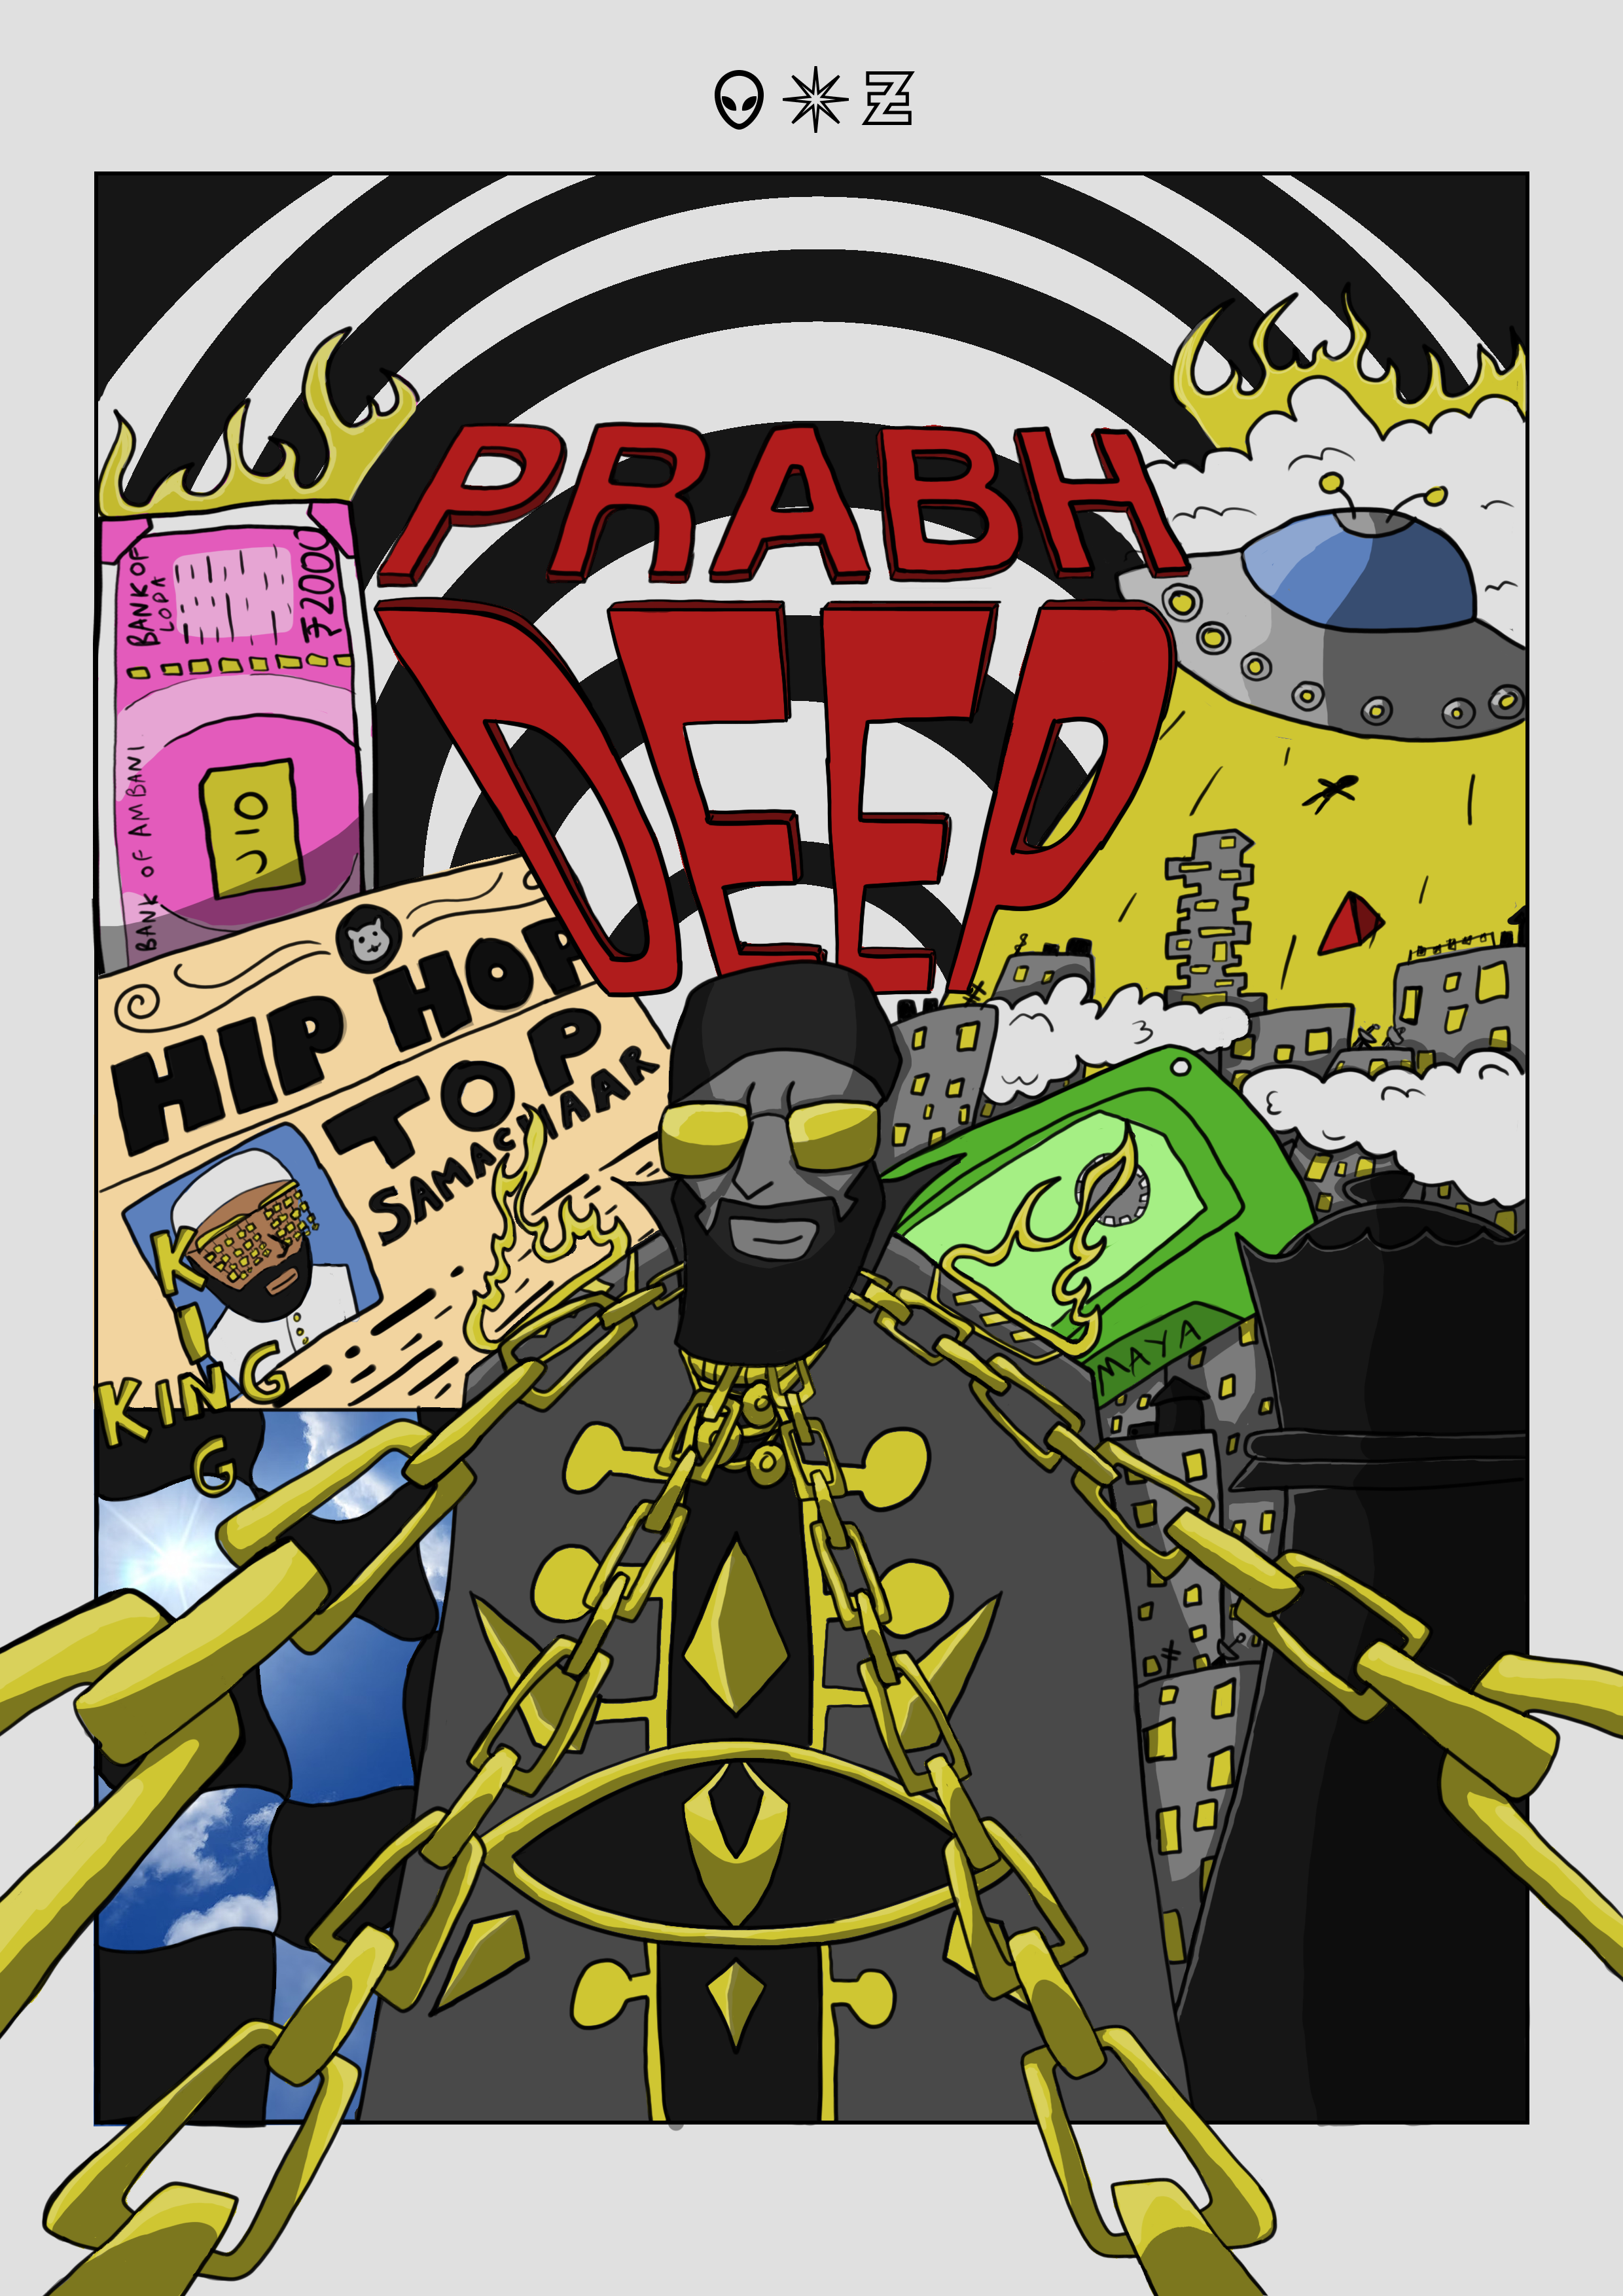 Z
PRABH
DEEP
BANK OF
LOPA
₹2000
BANK OF AMBANI
JIO
HIP HOP
TOP
SAMACHAAR
KING
KING
MAYA